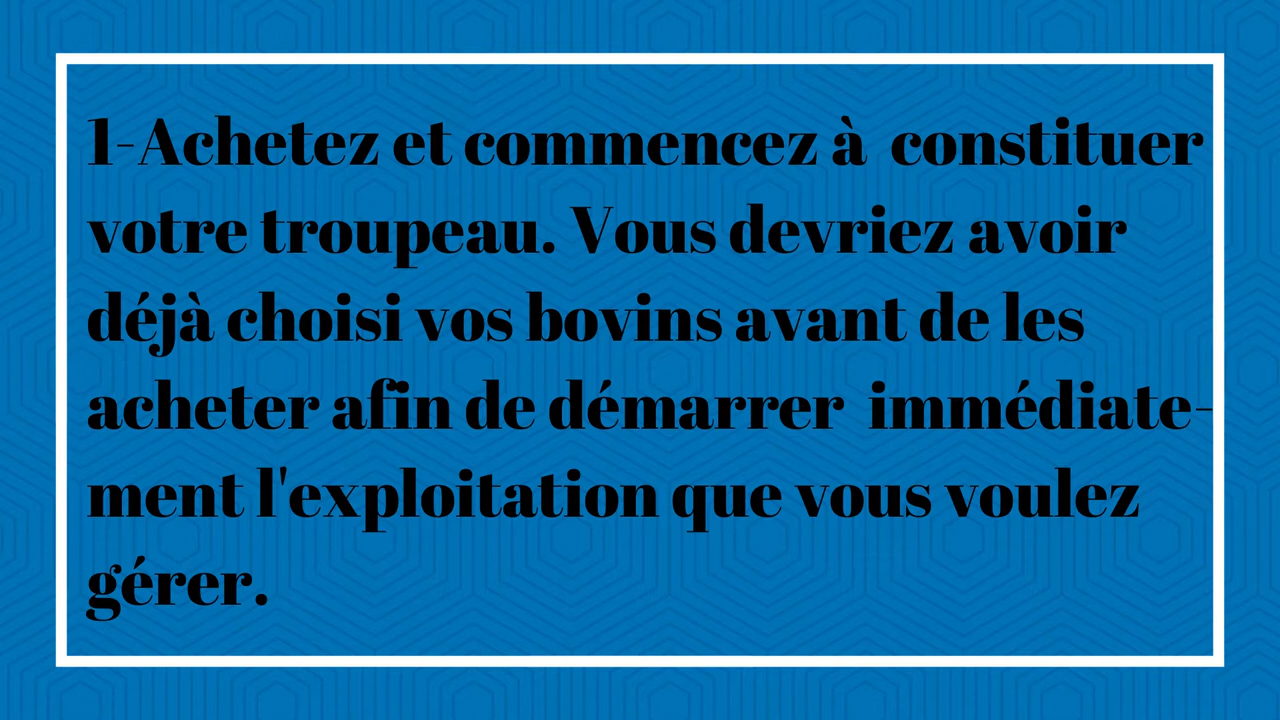 1-Achetez et commencez à constituer
votre troupeau. Vous devriez avoir
déjà choisi vos bovins avant de les
acheter afin de démarrer immédiate-
ment l'exploitation que vous voulez
gérer.